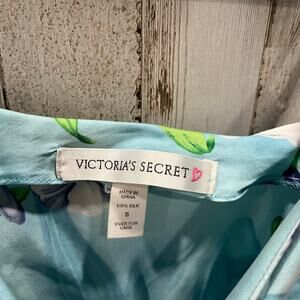 VICTORIA'S SECRET
MADE IN
CHINA
100% SILK
S
OVER FOR
CARE